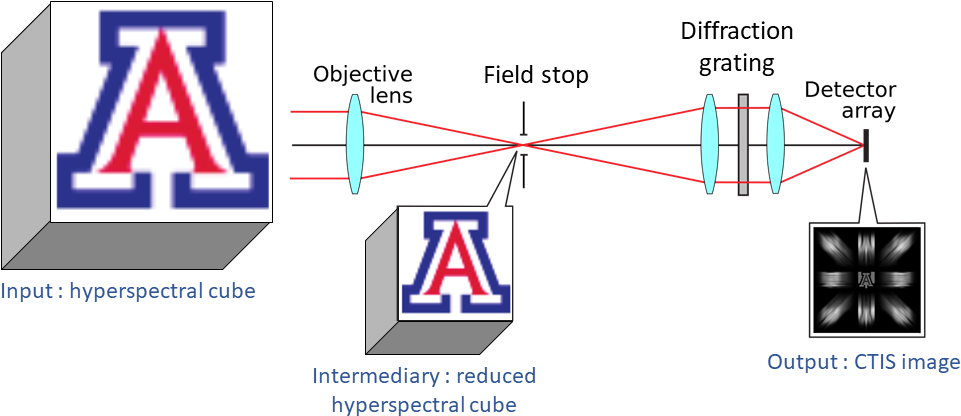 Objective
lens
Field stop
Diffraction
grating
Detector
array
A
Input : hyperspectral cube
A
Intermediary : reduced
hyperspectral cube
A
Output : CTIS image